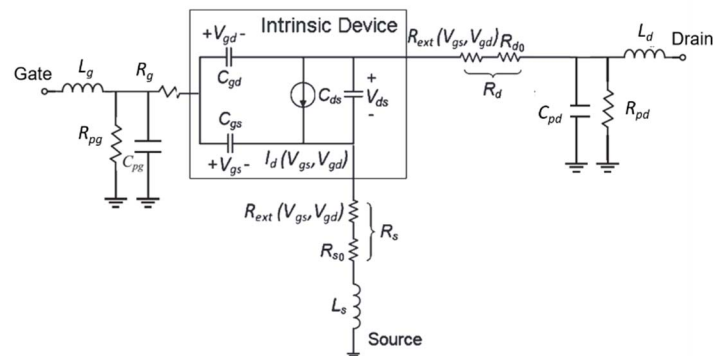 Intrinsic Device
+Vgd-
Rext (Vgs,Vgd) Rd0
Ld
Drain
Gate
Lg
Rg
Cgd
Cds
+
Vds
-
Rd
Cgs
Rpg
Cpg
+Vgs-
Id (Vgs,Vgd)
Cpd
Rpd
Rext (Vgs,Vgd)
Rs
Rs0
Ls
Source